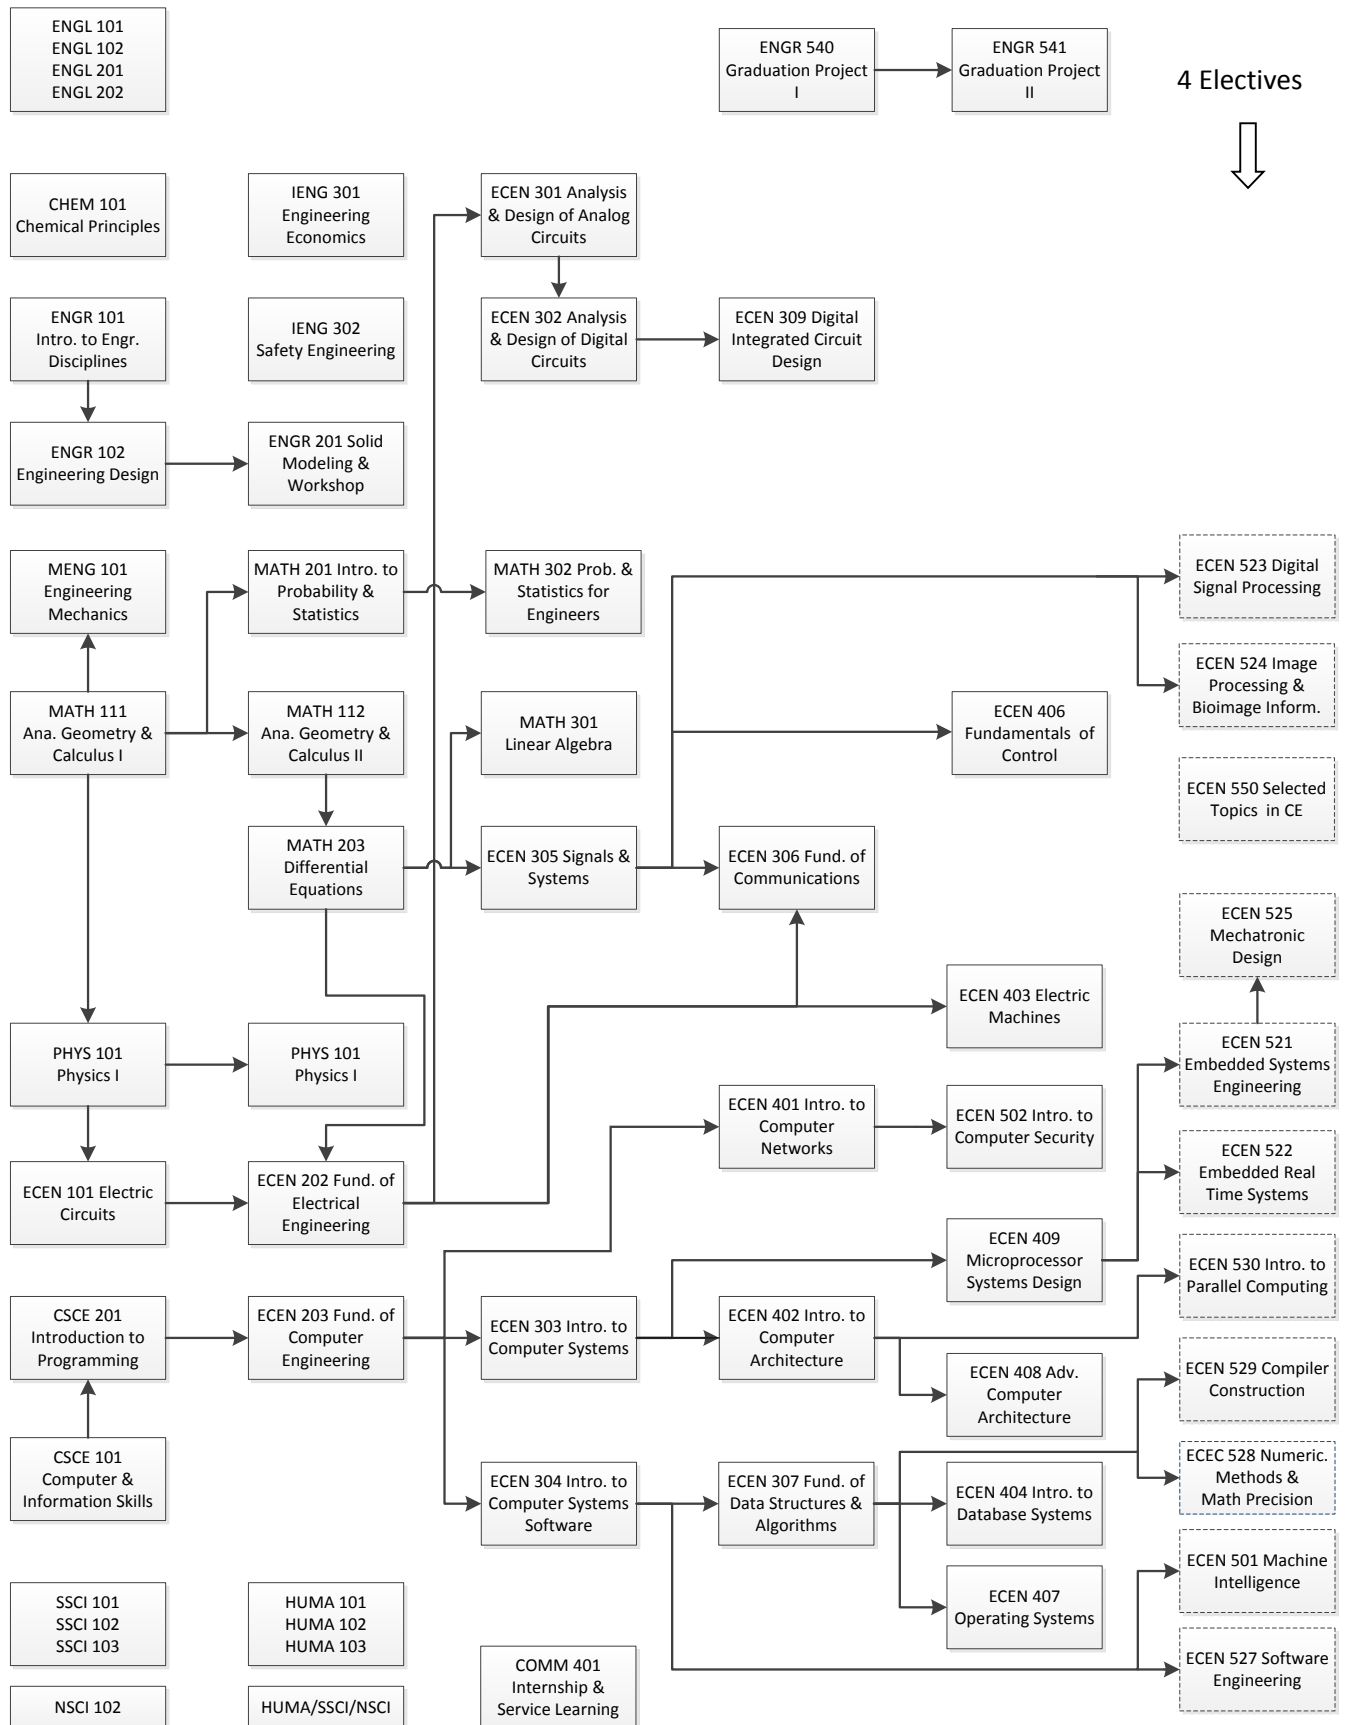 ENGL 101
ENGL 102
ENGL 201
ENGL 202
ENGR 540
Graduation Project
I
ENGR 541
Graduation Project
II
4 Electives
CHEM 101
Chemical Principles
IENG 301
Engineering
Economics
ECEN 301 Analysis
& Design of Analog
Circuits
ENGR 101
Intro. to Engr.
Disciplines
IENG 302
Safety Engineering
ECEN 302 Analysis
& Design of Digital
Circuits
ECEN 309 Digital
Integrated Circuit
Design
ENGR 102
Engineering Design
ENGR 201 Solid
Modeling &
Workshop
MENG 101
Engineering
Mechanics
MATH 201 Intro. to
Probability &
Statistics
MATH 302 Prob. &
Statistics for
Engineers
ECEN 523 Digital
Signal Processing
ECEN 524 Image
Processing &
Bioimage Inform.
MATH 111
Ana. Geometry &
Calculus I
MATH 112
Ana. Geometry &
Calculus II
MATH 301
Linear Algebra
ECEN 406
Fundamentals of
Control
ECEN 550 Selected
Topics in CE
MATH 203
Differential
Equations
ECEN 305 Signals &
Systems
ECEN 306 Fund. of
Communications
ECEN 525
Mechatronic
Design
ECEN 403 Electric
Machines
PHYS 101
Physics I
PHYS 101
Physics I
ECEN 521
Embedded Systems
Engineering
ECEN 401 Intro. to
Computer
Networks
ECEN 502 Intro. to
Computer Security
ECEN 522
Embedded Real
Time Systems
ECEN 101 Electric
Circuits
ECEN 202 Fund. of
Electrical
Engineering
ECEN 409
Microprocessor
Systems Design
ECEN 530 Intro. to
Parallel Computing
CSCE 201
Introduction to
Programming
ECEN 203 Fund. of
Computer
Engineering
ECEN 303 Intro. to
Computer Systems
ECEN 402 Intro. to
Computer
Architecture
ECEN 408 Adv.
Computer
Architecture
ECEN 529 Compiler
Construction
CSCE 101
Computer &
Information Skills
ECEN 304 Intro. to
Computer Systems
Software
ECEN 307 Fund. of
Data Structures &
Algorithms
ECEN 404 Intro. to
Database Systems
ECEC 528 Numeric.
Methods &
Math Precision
ECEN 501 Machine
Intelligence
SSCI 101
SSCI 102
SSCI 103
HUMA 101
HUMA 102
HUMA 103
ECEN 407
Operating Systems
COMM 401
Internship &
Service Learning
ECEN 527 Software
Engineering
NSCI 102
HUMA/SSCI/NSCI